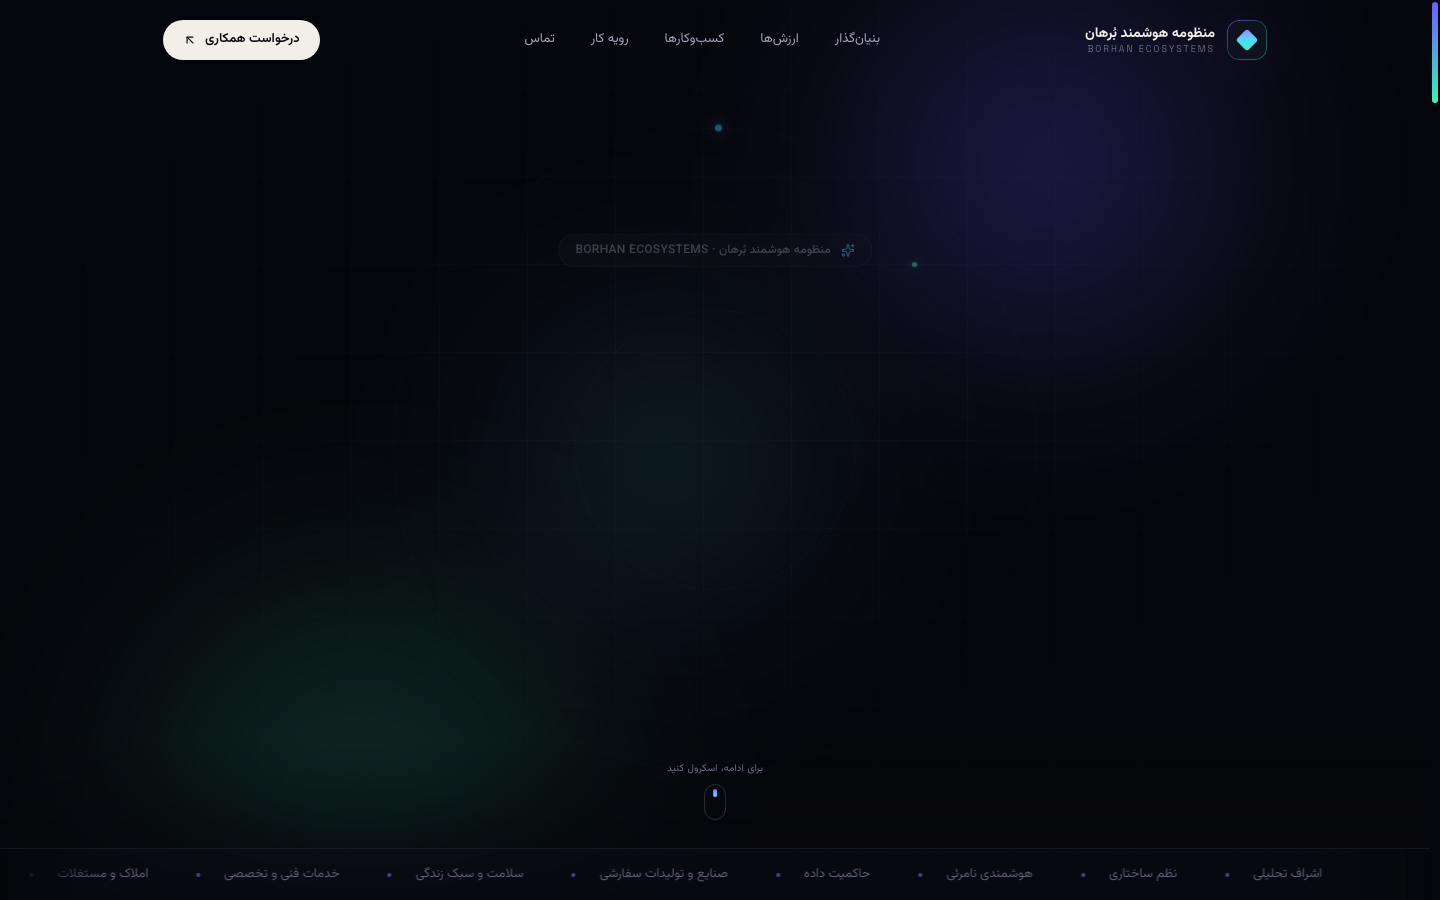 منظومه هوشمند بُرهان
BORHAN ECOSYSTEMS
بنیان‌گذار
ارزش‌ها
کسب‌وکارها
رویه کار
تماس
درخواست همکاری
منظومه هوشمند بُرهان · BORHAN ECOSYSTEMS
برای ادامه، اسکرول کنید
اشراف تحلیلی • نظم ساختاری • هوشمندی نامرئی • حاکمیت داده • صنایع و تولیدات سفارشی • سلامت و سبک زندگی • خدمات فنی و تخصصی • املاک و مستغلات •